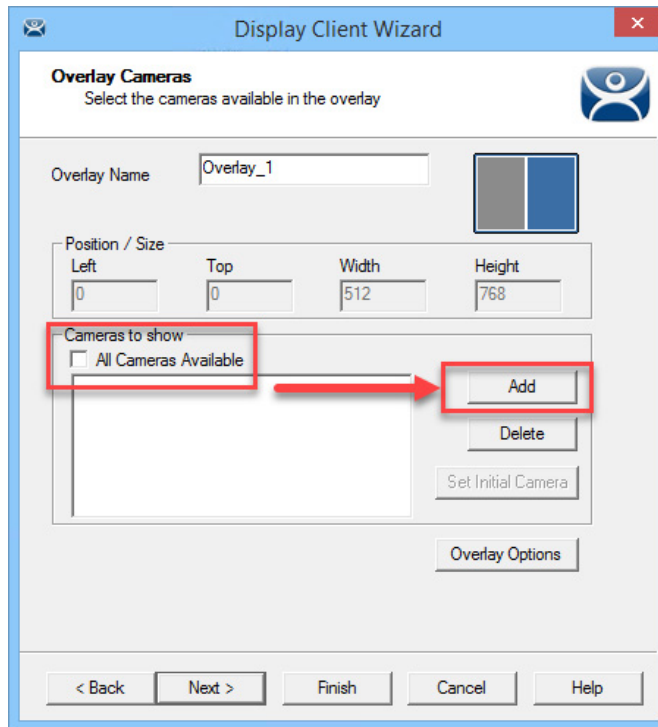 Display Client Wizard
Overlay Cameras
Select the cameras available in the overlay
Overlay Name Overlay_1
Position / Size
Left Top Width Height
0 0 512 768
Cameras to show
All Cameras Available
Add
Delete
Set Initial Camera
Overlay Options
< Back Next > Finish Cancel Help